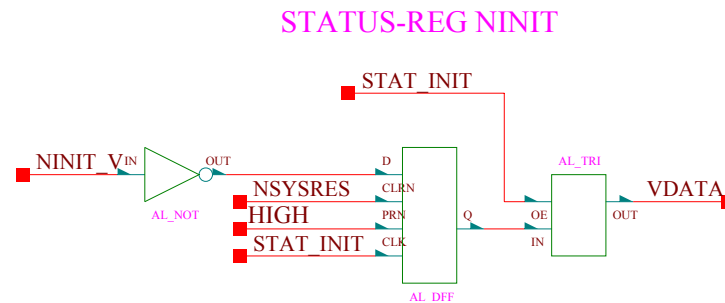 STATUS-REG NINIT
STAT_INIT
NINIT_V IN OUT D AL_TRI
NSYSRES CLRN VDATA
HIGH PRN Q OE OUT
STAT_INIT CLK IN
AL_NOT
AL_DFF